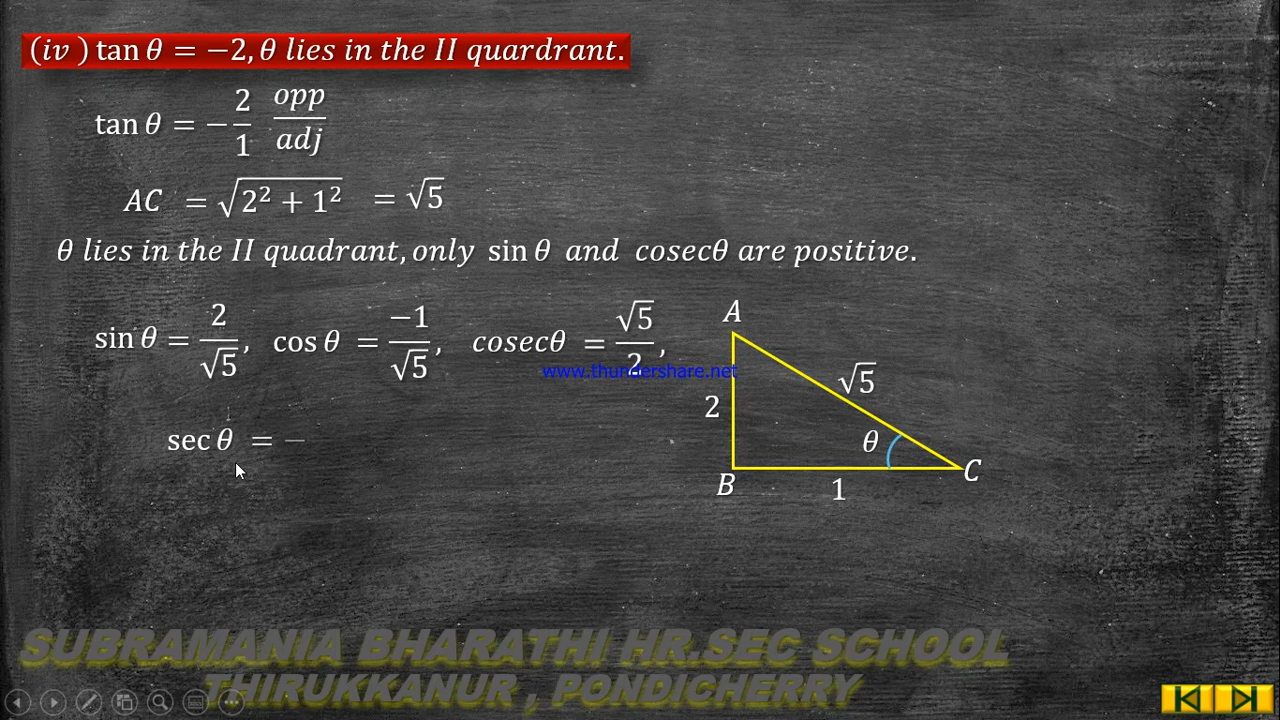 (iv) tan θ = −2, θ lies in the II quardrant.
tan θ = − 2/1 opp/adj
AC = √(2² + 1²) = √5
θ lies in the II quadrant, only sin θ and cosecθ are positive.
sin θ = 2/√5, cos θ = −1/√5, cosecθ = √5/2,
www.thundershare.net
sec θ = −
A
√5
2
θ
B
1
C
SUBRAMANIA BHARATHI HR.SEC SCHOOL
THIRUKKANUR , PONDICHERRY